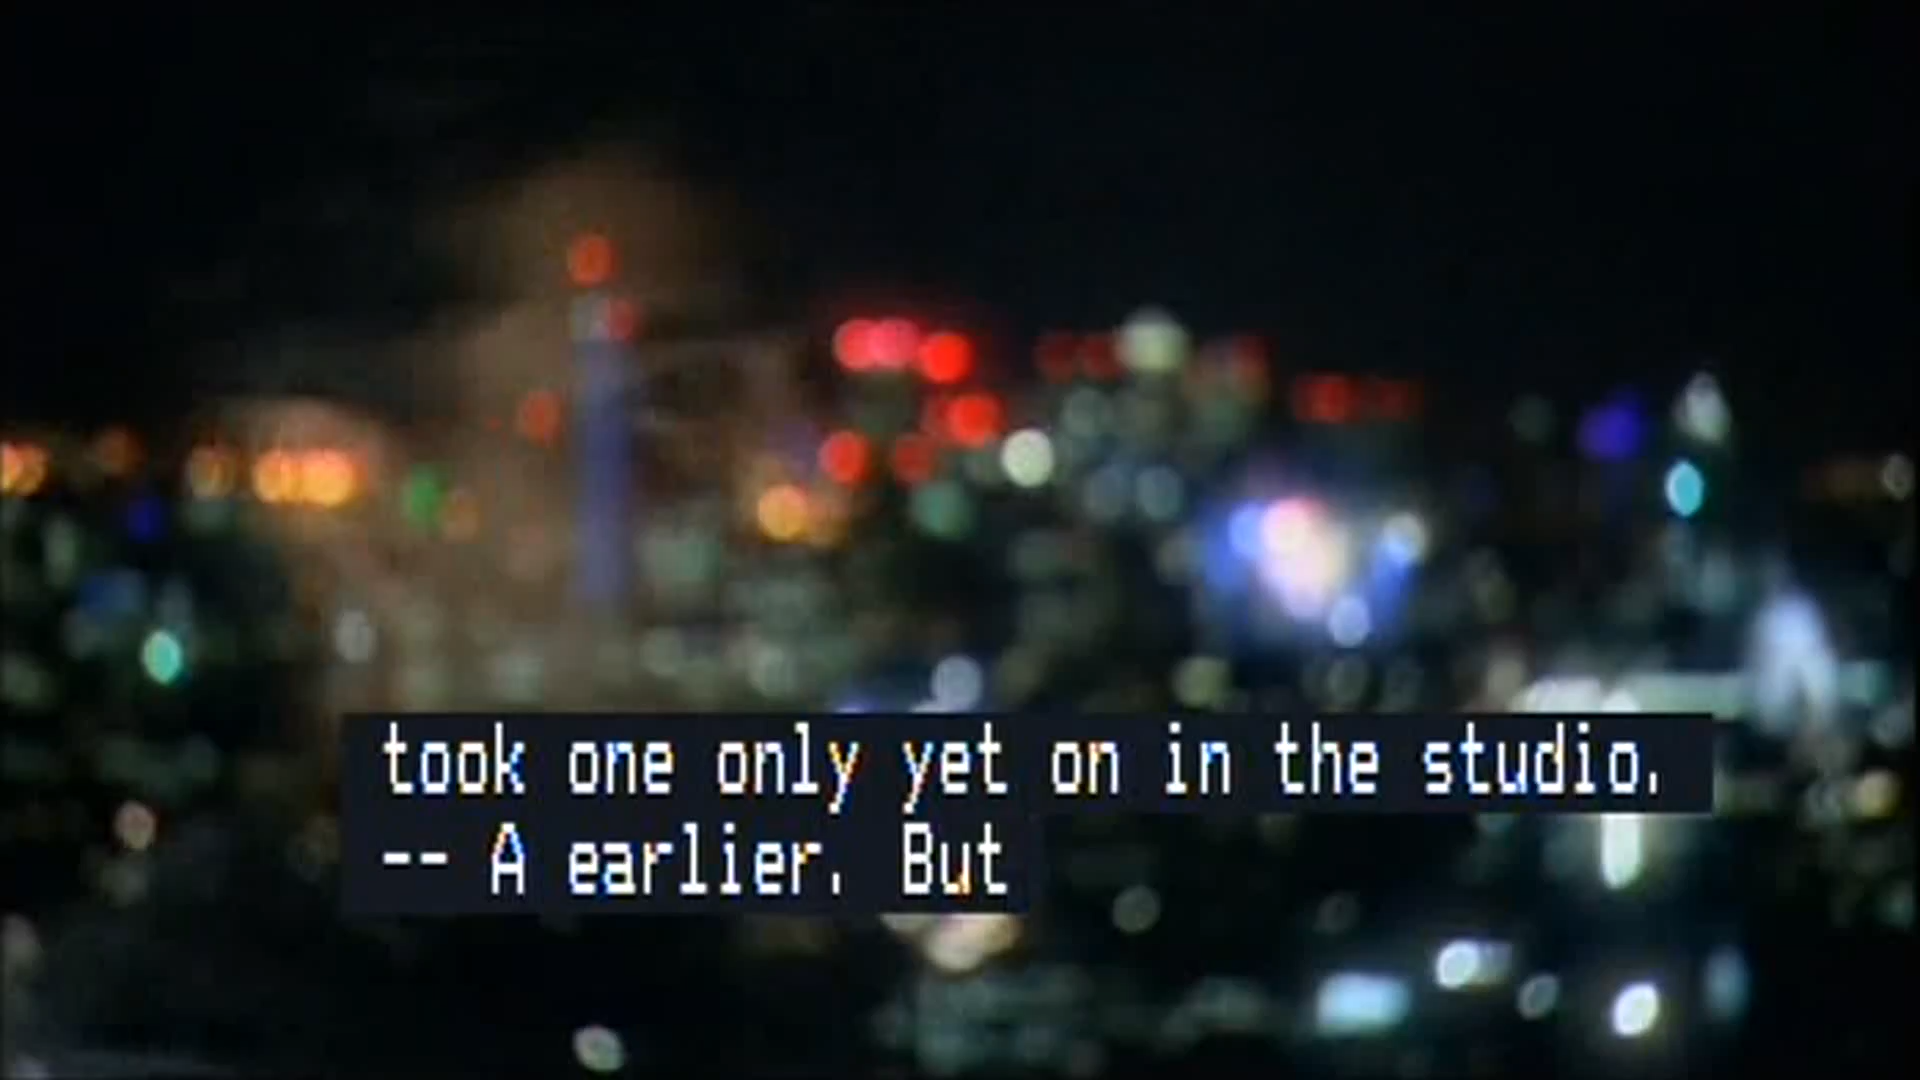 took one only yet on in the studio.
-- A earlier. But